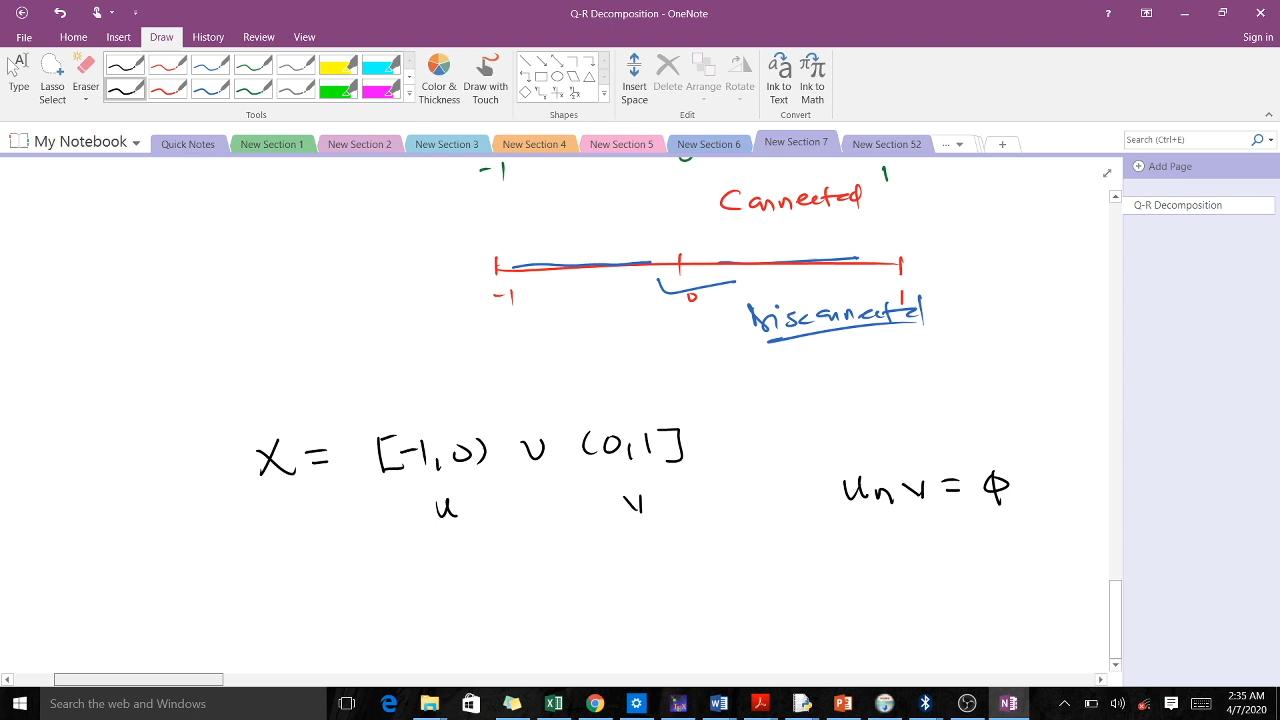 Q-R Decomposition - OneNote
File Home Insert Draw History Review View Sign in
Type Lasso Select Eraser Color & Thickness Draw with Touch Insert Space Delete Arrange Rotate Ink to Text Ink to Math
Tools Shapes Edit Convert
My Notebook Quick Notes New Section 1 New Section 2 New Section 3 New Section 4 New Section 5 New Section 6 New Section 7 New Section 52 ... Search (Ctrl+E)
Add Page
Q-R Decomposition
-1 0 1
Connected
-1 0 1
Disconnected
X = [-1,0) ∪ (0,1]
u v
u ∩ v = φ
Search the web and Windows
2:35 AM
4/7/2020